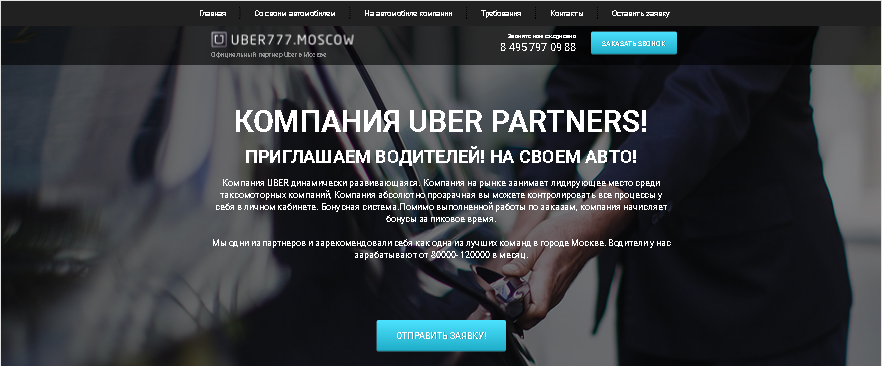 Главная
Со своим автомобилем
На автомобиле компании
Требования
Контакты
Оставить заявку
UBER777.MOSCOW
Официальный партнер Uber в Москве
Звоните нам ежедневно
8 495 797 09 88
ЗАКАЗАТЬ ЗВОНОК
КОМПАНИЯ UBER PARTNERS!
ПРИГЛАШАЕМ ВОДИТЕЛЕЙ! НА СВОЕМ АВТО!
Компания UBER динамически развивающаяся. Компания на рынке занимает лидирующее место среди
таксомоторных компаний, Компания абсолютно прозрачная вы можете контролировать все процессы у
себя в личном кабинете. Бонусная система.Помимо выполненной работы по заказам, компания начисляет
бонусы за пиковое время.
Мы одни из партнеров и зарекомендовали себя как одна из лучших команд в городе Москве. Водители у нас
зарабатывают от 80000- 120000 в месяц.
ОТПРАВИТЬ ЗАЯВКУ!